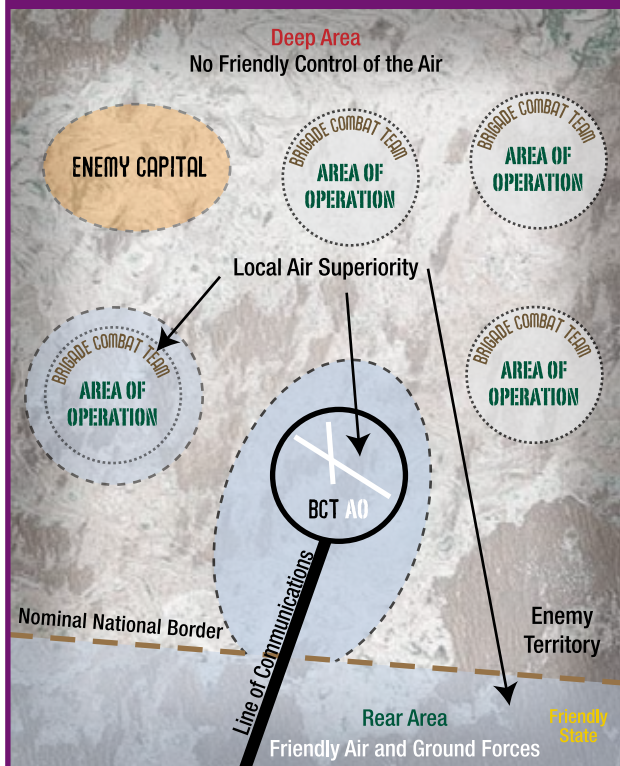 Deep Area
No Friendly Control of the Air
ENEMY CAPITAL
BRIGADE COMBAT TEAM
AREA OF
OPERATION
BRIGADE COMBAT TEAM
AREA OF
OPERATION
Local Air Superiority
BRIGADE COMBAT TEAM
AREA OF
OPERATION
BRIGADE COMBAT TEAM
AREA OF
OPERATION
BCT AO
Line of Communications
Nominal National Border
Enemy
Territory
Rear Area
Friendly Air and Ground Forces
Friendly
State